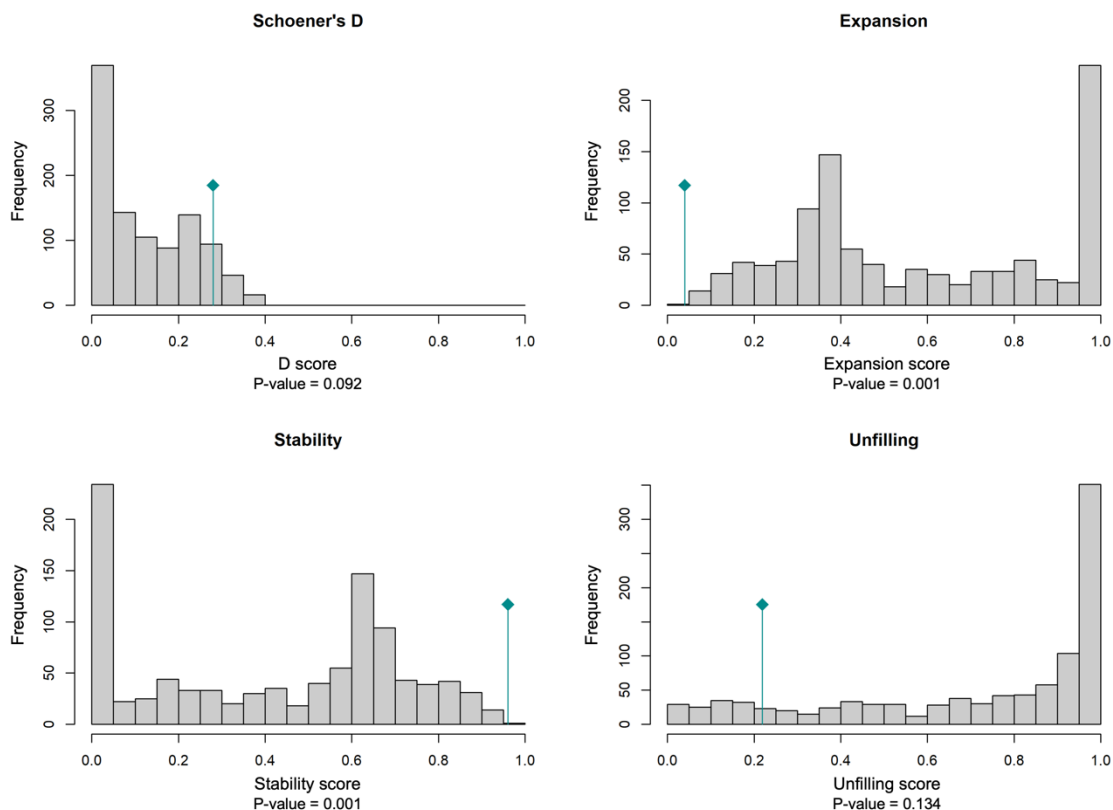 Schoener's D
Frequency
0 100 200 300
0.0 0.2 0.4 0.6 0.8 1.0
D score
P-value = 0.092
Expansion
Frequency
0 50 100 150 200
0.0 0.2 0.4 0.6 0.8 1.0
Expansion score
P-value = 0.001
Stability
Frequency
0 50 100 150 200
0.0 0.2 0.4 0.6 0.8 1.0
Stability score
P-value = 0.001
Unfilling
Frequency
0 50 100 200 300
0.0 0.2 0.4 0.6 0.8 1.0
Unfilling score
P-value = 0.134